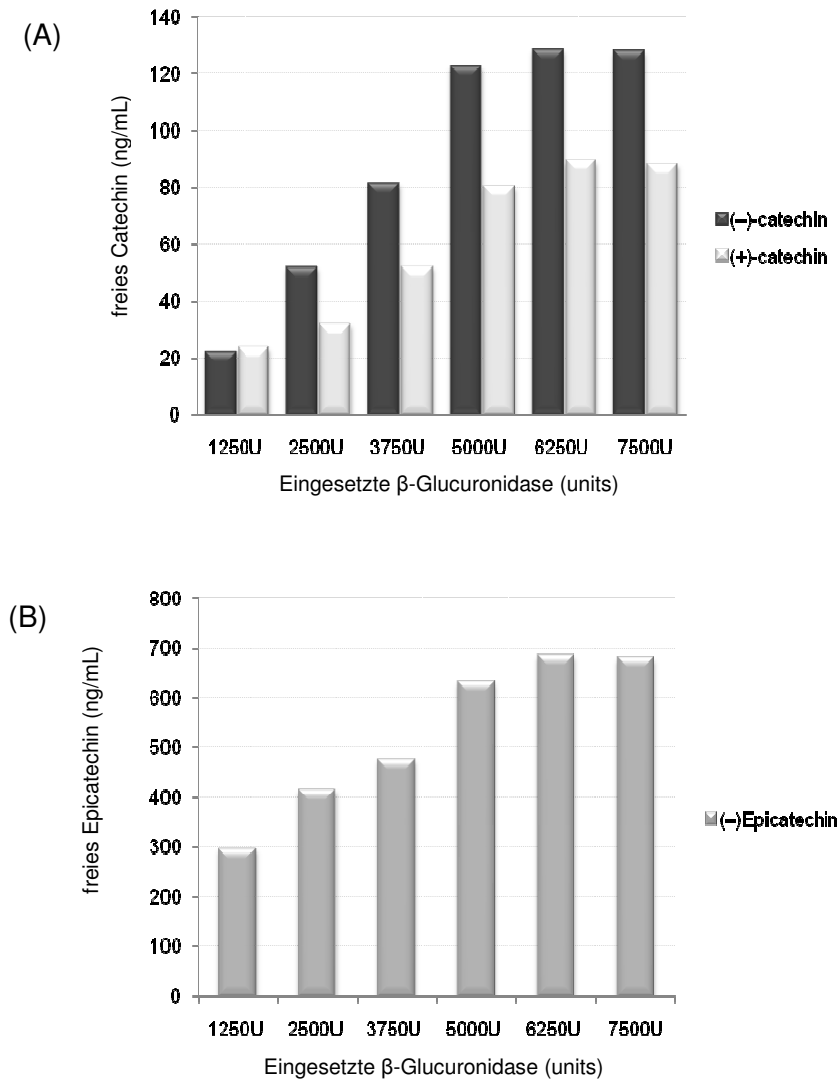 (A)
freies Catechin (ng/mL)
140
120
100
80
60
40
20
0
1250U 2500U 3750U 5000U 6250U 7500U
Eingesetzte β-Glucuronidase (units)
(–)-catechin
(+)-catechin
(B)
freies Epicatechin (ng/mL)
800
700
600
500
400
300
200
100
0
1250U 2500U 3750U 5000U 6250U 7500U
Eingesetzte β-Glucuronidase (units)
(–)Epicatechin